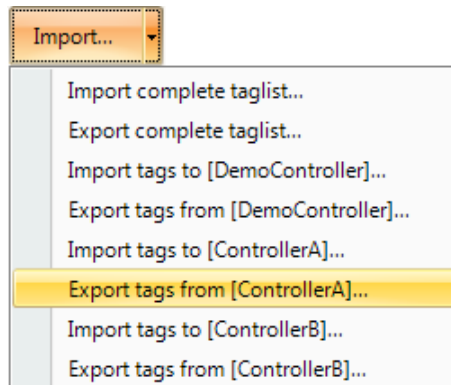 Import...
Import complete taglist...
Export complete taglist...
Import tags to [DemoController]...
Export tags from [DemoController]...
Import tags to [ControllerA]...
Export tags from [ControllerA]...
Import tags to [ControllerB]...
Export tags from [ControllerB]...